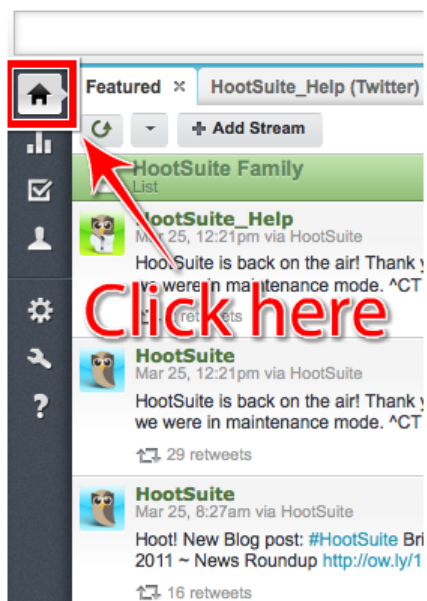 Featured × HootSuite_Help (Twitter)
+ Add Stream
HootSuite Family
List
HootSuite_Help
Mar 25, 12:21pm via HootSuite
HootSuite is back on the air! Thank
we were in maintenance mode. ^CT
retweets
Click here
HootSuite
Mar 25, 12:21pm via HootSuite
HootSuite is back on the air! Thank
we were in maintenance mode. ^CT
29 retweets
HootSuite
Mar 25, 8:27am via HootSuite
Hoot! New Blog post: #HootSuite Bri
2011 ~ News Roundup http://ow.ly/1
16 retweets
?